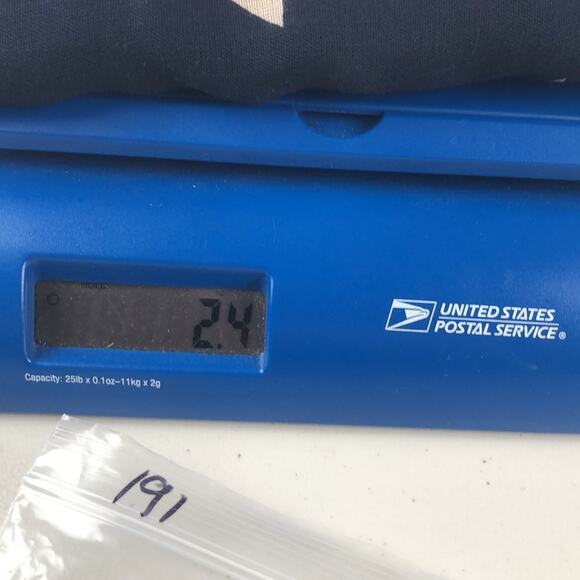 2.4
UNITED STATES
POSTAL SERVICE®
Capacity: 25lb x 0.1oz–11kg x 2g
191